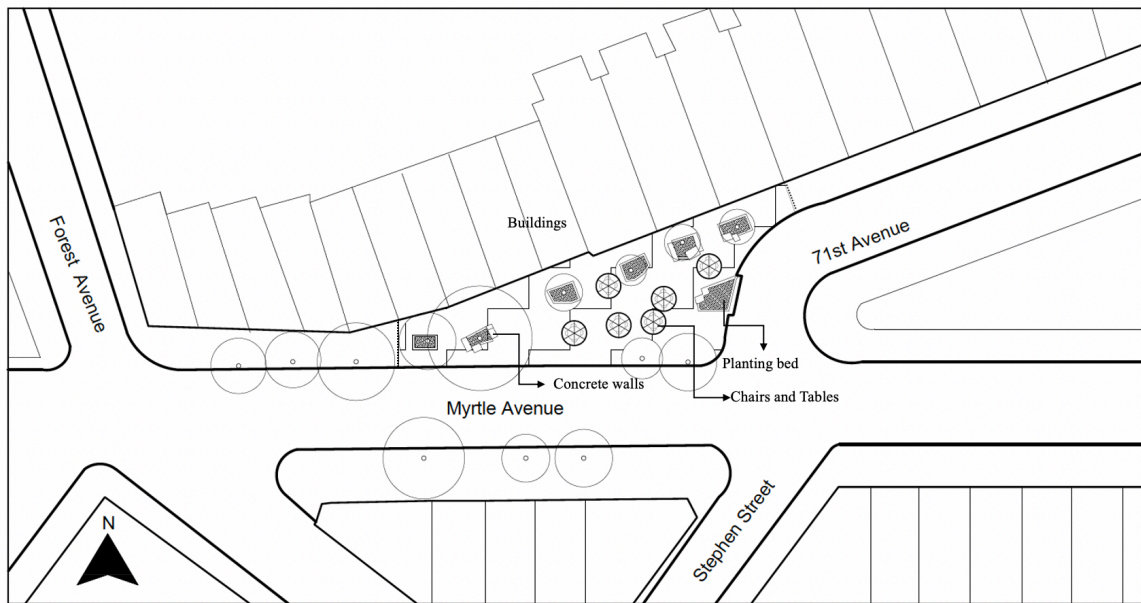 Buildings
Forest Avenue
71st Avenue
Planting bed
Concrete walls
Chairs and Tables
Myrtle Avenue
Stephen Street
N